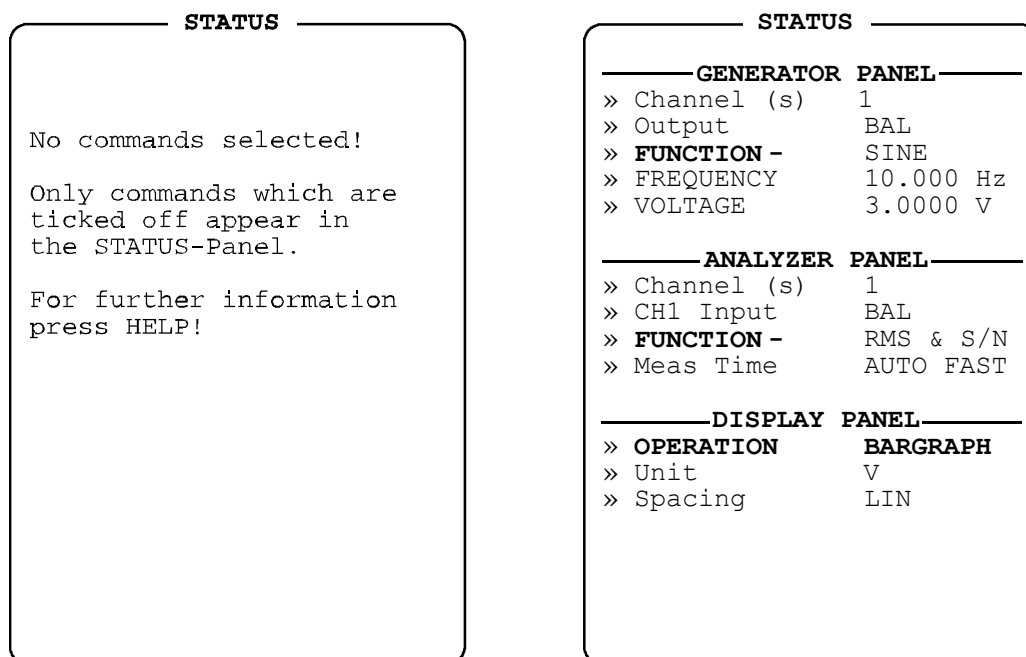 STATUS
No commands selected!
Only commands which are
ticked off appear in
the STATUS-Panel.
For further information
press HELP!
STATUS
GENERATOR PANEL
» Channel (s) 1
» Output BAL
» FUNCTION - SINE
» FREQUENCY 10.000 Hz
» VOLTAGE 3.0000 V
ANALYZER PANEL
» Channel (s) 1
» CH1 Input BAL
» FUNCTION - RMS & S/N
» Meas Time AUTO FAST
DISPLAY PANEL
» OPERATION BARGRAPH
» Unit V
» Spacing LIN